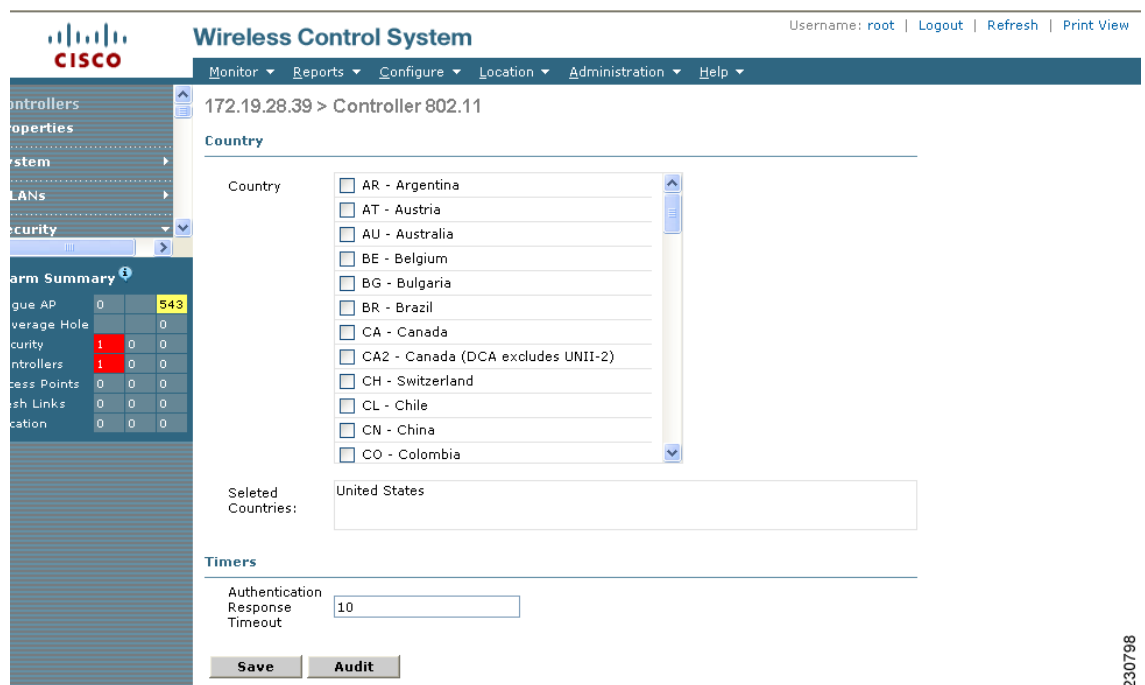 Username: root | Logout | Refresh | Print View
CISCO
Wireless Control System
Monitor Reports Configure Location Administration Help
ontrollers
roperties
stem
LANs
ecurity
arm Summary
gue AP 0 543
verage Hole 0
curity 1 0 0
ntrollers 1 0 0
cess Points 0 0 0
esh Links 0 0 0
cation 0 0 0
172.19.28.39 > Controller 802.11
Country
Country
AR - Argentina
AT - Austria
AU - Australia
BE - Belgium
BG - Bulgaria
BR - Brazil
CA - Canada
CA2 - Canada (DCA excludes UNII-2)
CH - Switzerland
CL - Chile
CN - China
CO - Colombia
Seleted
Countries:
United States
Timers
Authentication
Response
Timeout
10
Save Audit
230798